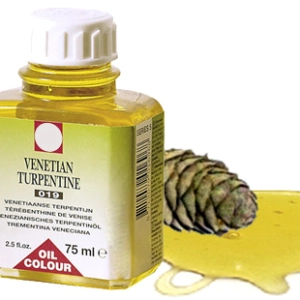 VENETIAN
TURPENTINE
019
VENETIAANSE TERPENTIJN
TÉRÉBENTHINE DE VENISE
VENEZIANISCHES TERPENTINÖL
TREMENTINA VENECIANA
2.5 fl.oz. 75 ml e
OIL
COLOUR